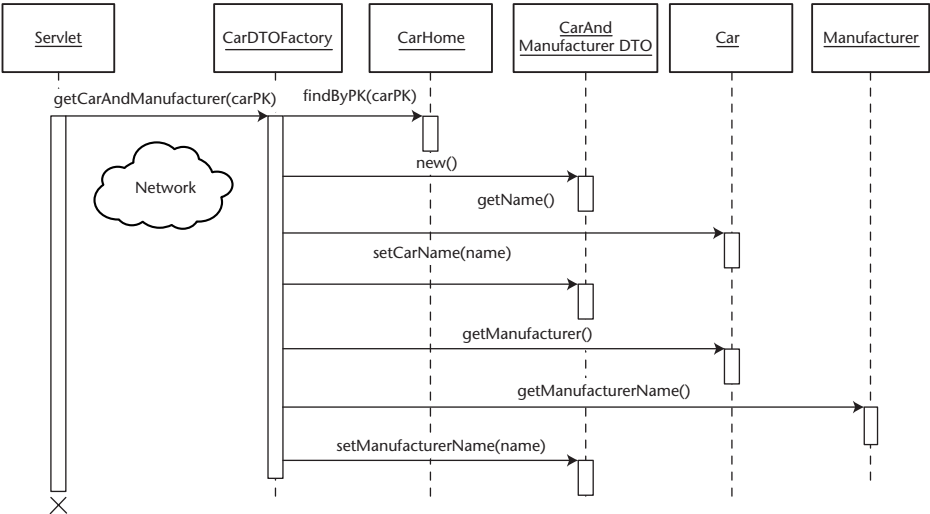 Servlet
CarDTOFactory
CarHome
CarAnd
Manufacturer DTO
Car
Manufacturer
getCarAndManufacturer(carPK)
findByPK(carPK)
new()
Network
getName()
setCarName(name)
getManufacturer()
getManufacturerName()
setManufacturerName(name)